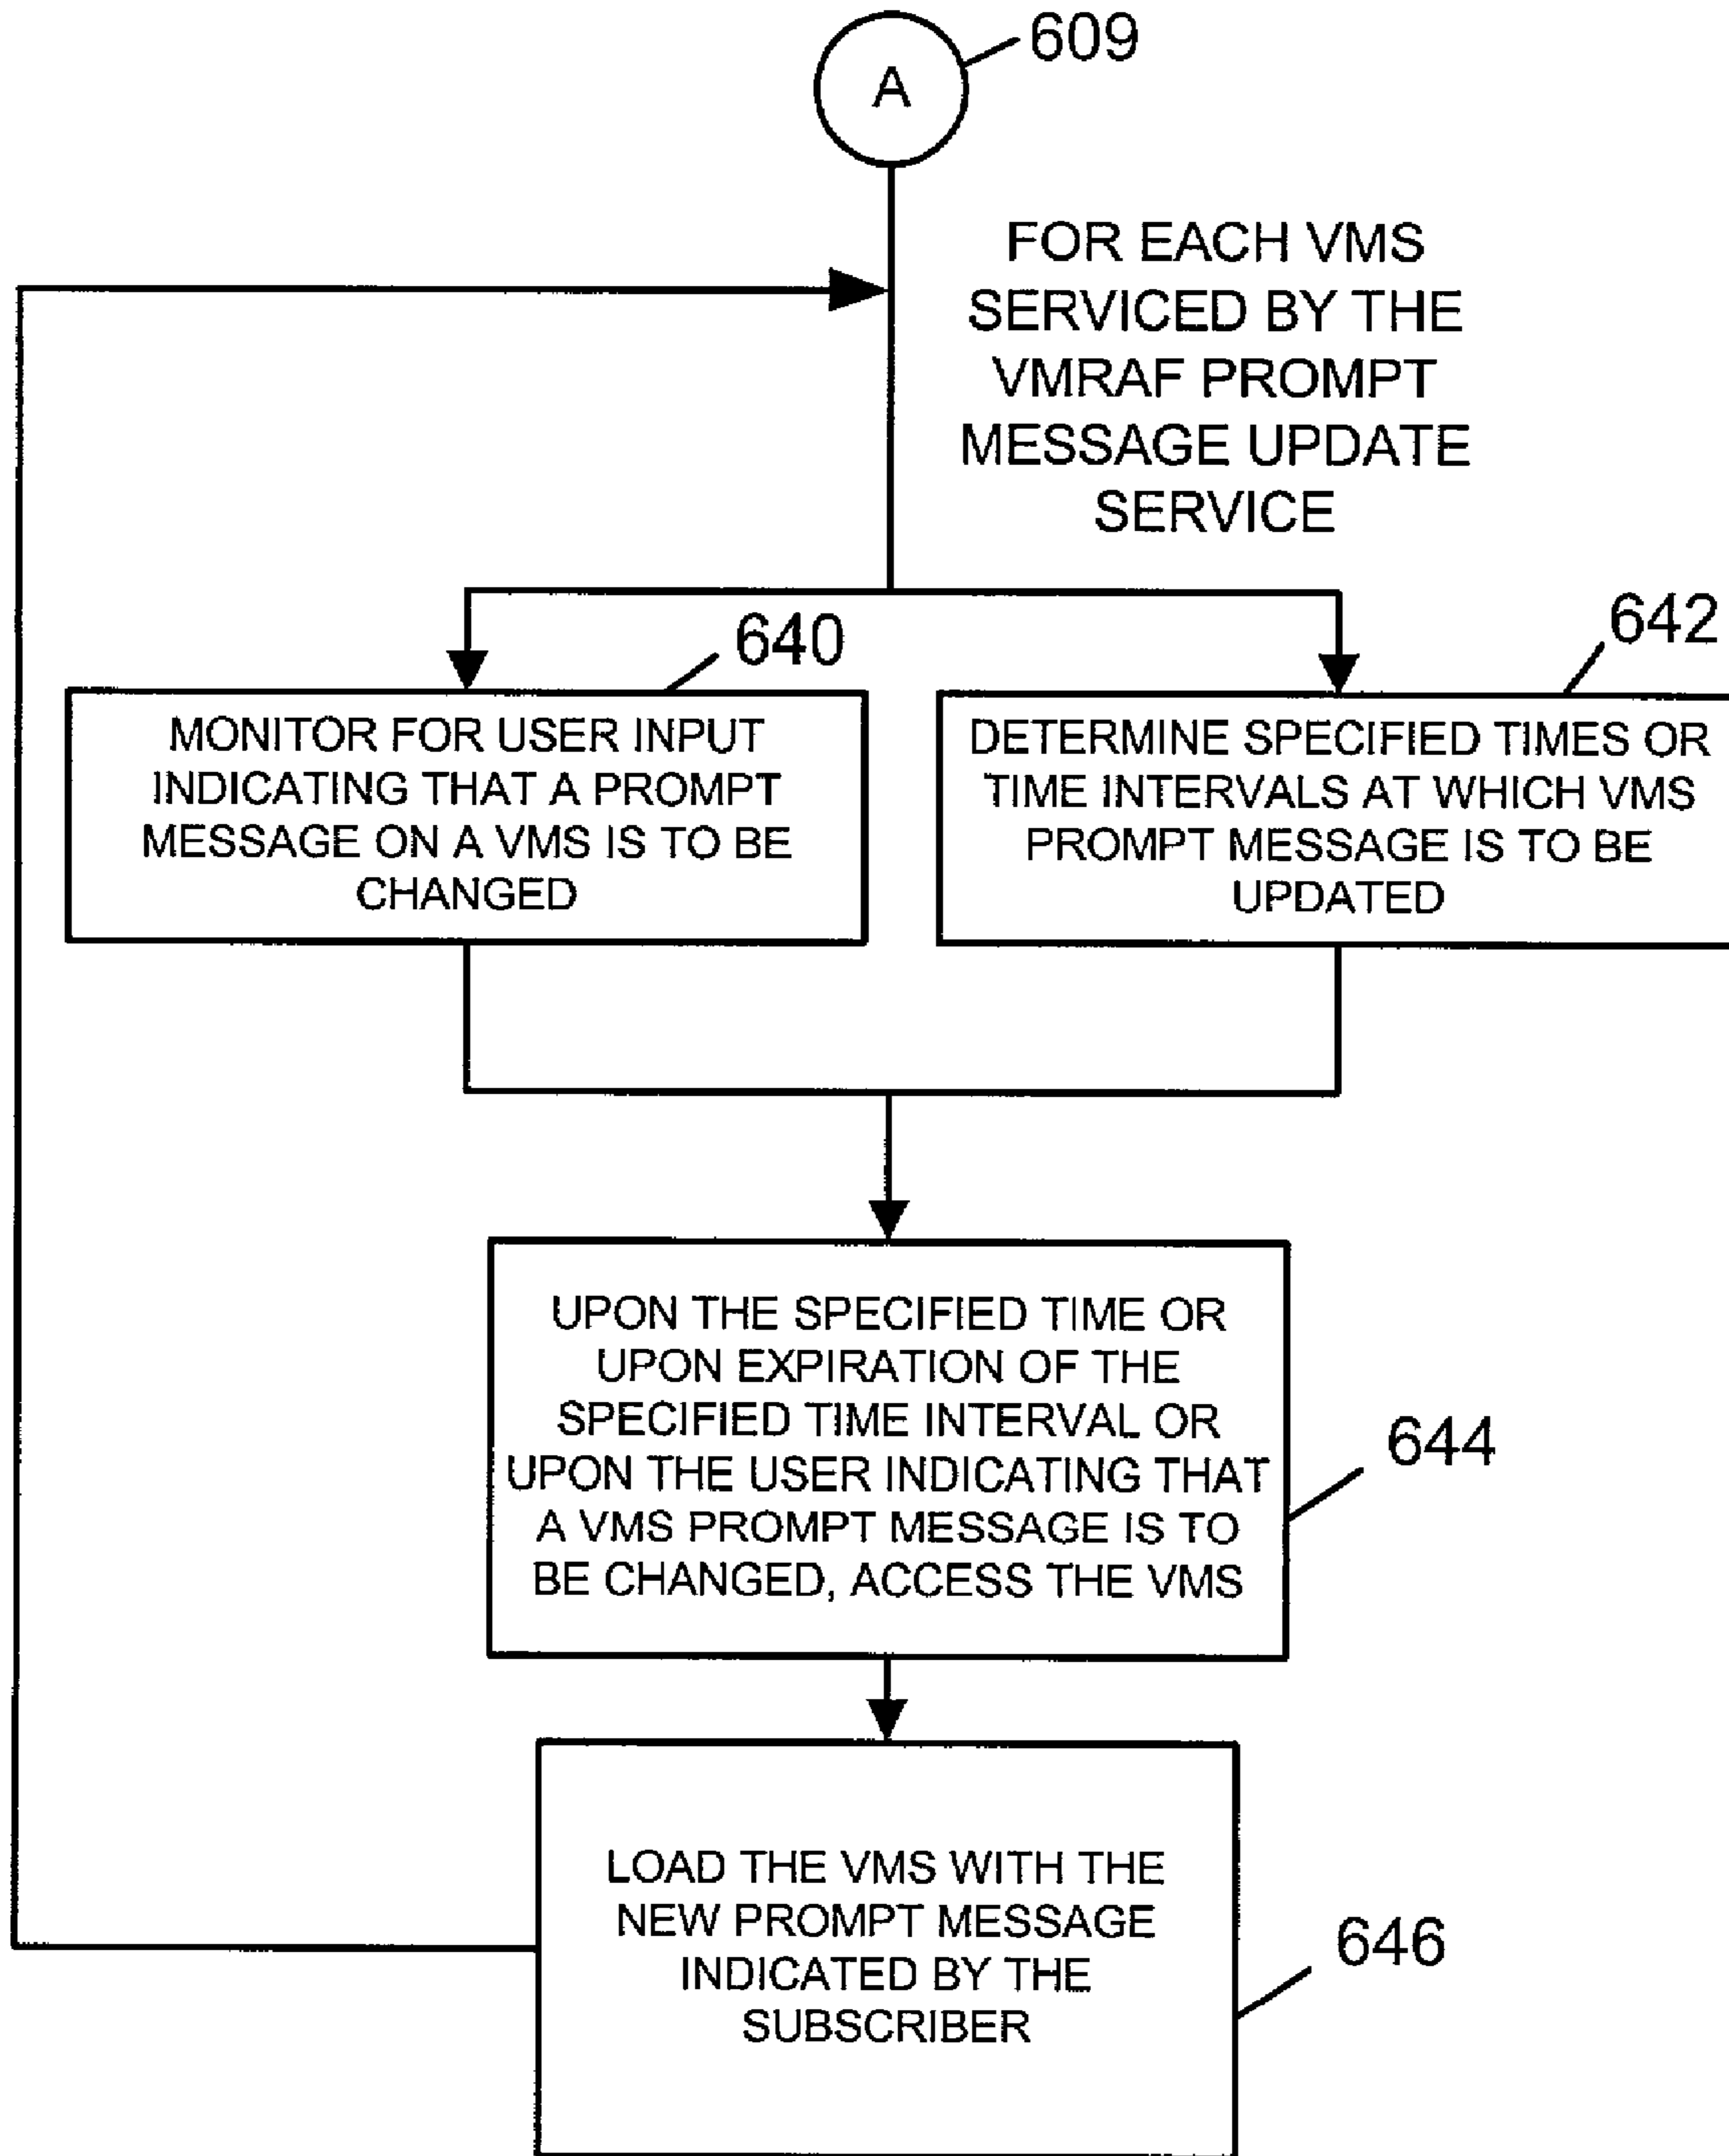 A
609
FOR EACH VMS
SERVICED BY THE
VMRAF PROMPT
MESSAGE UPDATE
SERVICE
640
MONITOR FOR USER INPUT
INDICATING THAT A PROMPT
MESSAGE ON A VMS IS TO BE
CHANGED
642
DETERMINE SPECIFIED TIMES OR
TIME INTERVALS AT WHICH VMS
PROMPT MESSAGE IS TO BE
UPDATED
UPON THE SPECIFIED TIME OR
UPON EXPIRATION OF THE
SPECIFIED TIME INTERVAL OR
UPON THE USER INDICATING THAT
A VMS PROMPT MESSAGE IS TO
BE CHANGED, ACCESS THE VMS
644
LOAD THE VMS WITH THE
NEW PROMPT MESSAGE
INDICATED BY THE
SUBSCRIBER
646